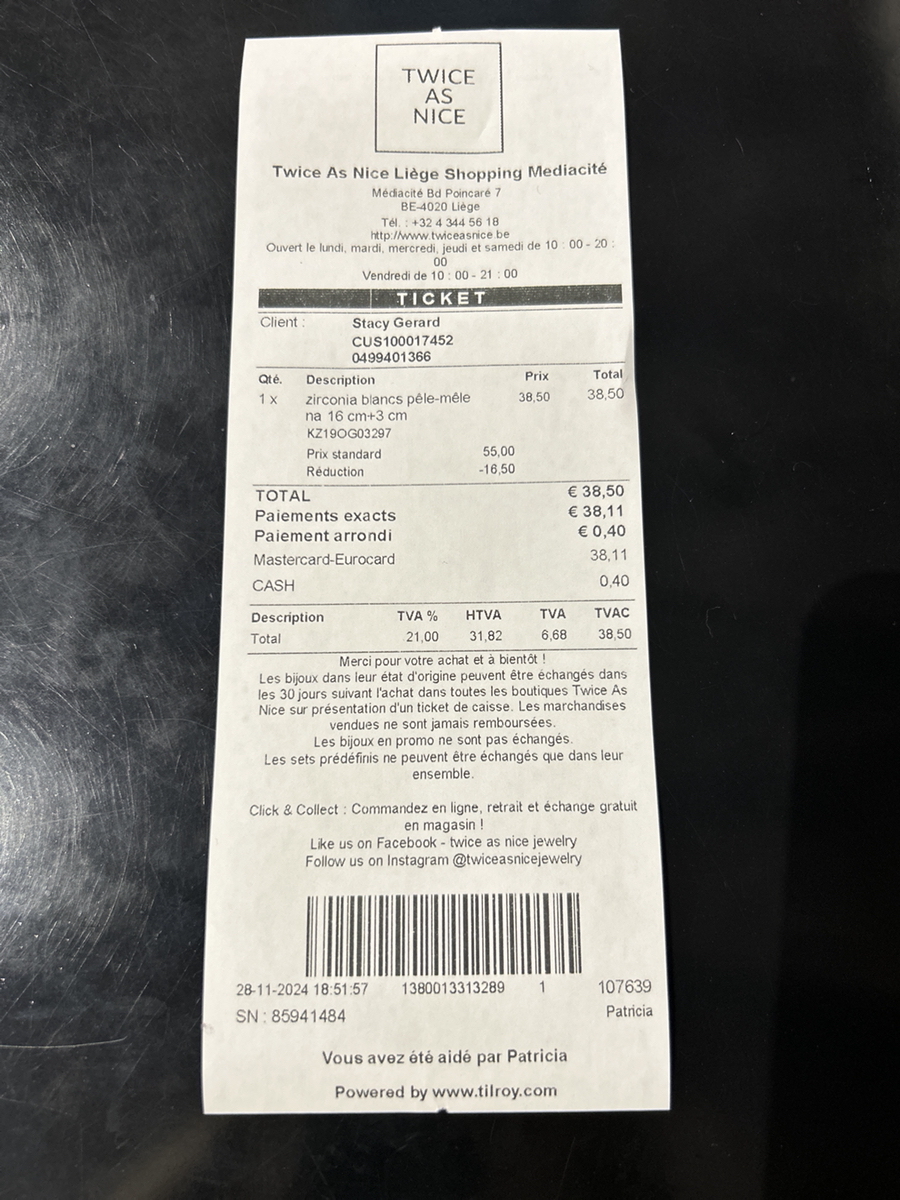 TWICE
AS
NICE
Twice As Nice Liège Shopping Mediacité
Médiacité Bd Poincaré 7
BE-4020 Liège
Tél. : +32 4 344 56 18
http://www.twiceasnice.be
Ouvert le lundi, mardi, mercredi, jeudi et samedi de 10 : 00 - 20 :
00
Vendredi de 10 : 00 - 21 : 00
TICKET
Client : Stacy Gerard
CUS100017452
0499401366
Qté. Description Prix Total
1 x zirconia blancs pêle-mêle 38,50 38,50
na 16 cm+3 cm
KZ19OG03297
Prix standard 55,00
Réduction -16,50
TOTAL € 38,50
Paiements exacts € 38,11
Paiement arrondi € 0,40
Mastercard-Eurocard 38,11
CASH 0,40
Description TVA % HTVA TVA TVAC
Total 21,00 31,82 6,68 38,50
Merci pour votre achat et à bientôt !
Les bijoux dans leur état d'origine peuvent être échangés dans
les 30 jours suivant l'achat dans toutes les boutiques Twice As
Nice sur présentation d'un ticket de caisse. Les marchandises
vendues ne sont jamais remboursées.
Les bijoux en promo ne sont pas échangés.
Les sets prédéfinis ne peuvent être échangés que dans leur
ensemble.
Click & Collect : Commandez en ligne, retrait et échange gratuit
en magasin !
Like us on Facebook - twice as nice jewelry
Follow us on Instagram @twiceasnicejewelry
28-11-2024 18:51:57 1380013313289 1 107639
SN : 85941484 Patricia
Vous avez été aidé par Patricia
Powered by www.tilroy.com